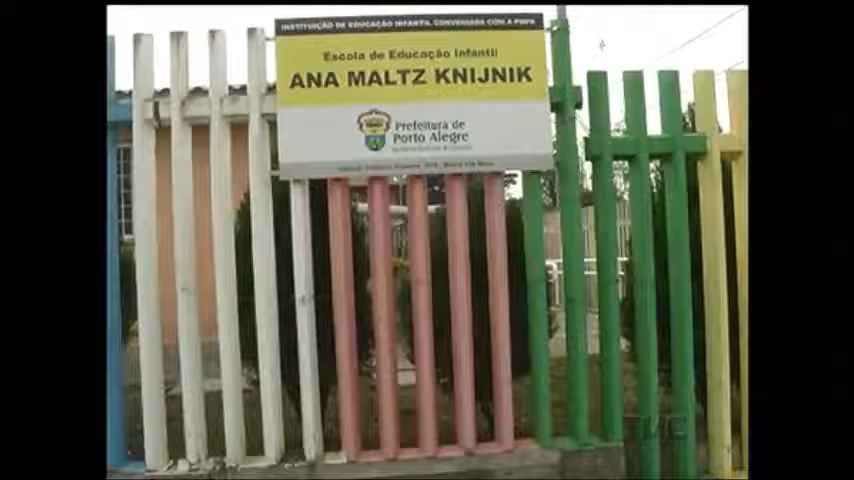 INSTITUIÇÃO DE EDUCAÇÃO INFANTIL CONVENIADA COM A PMPA
Escola de Educação Infantil
ANA MALTZ KNIJNIK
Prefeitura de
Porto Alegre